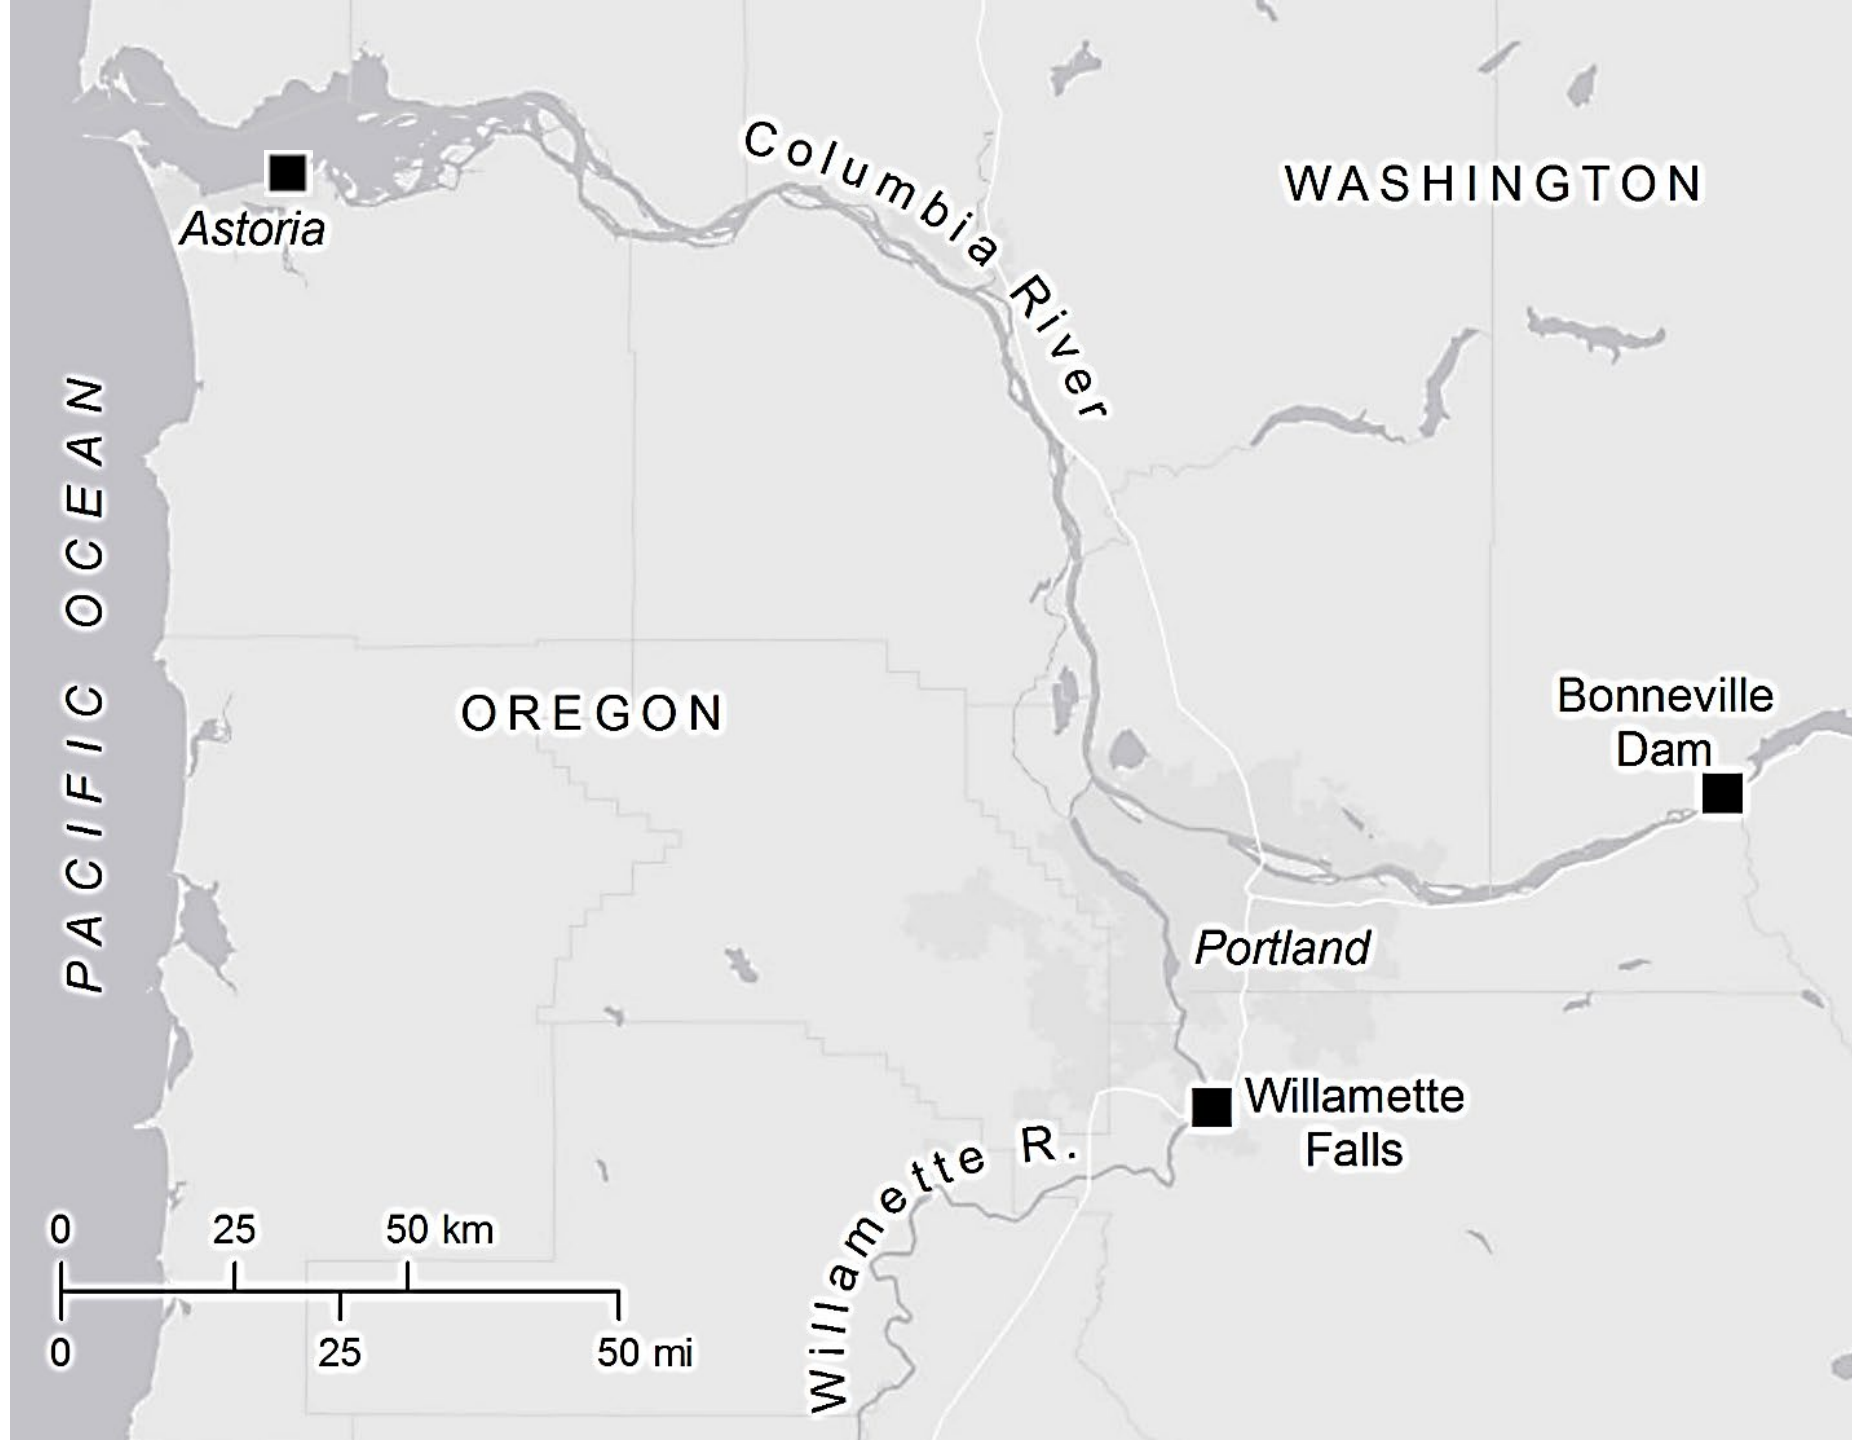 Columbia River
WASHINGTON
Astoria
PACIFIC OCEAN
OREGON
Bonneville
Dam
Portland
Willamette
Falls
Willamette R.
0 25 50 km
0 25 50 mi